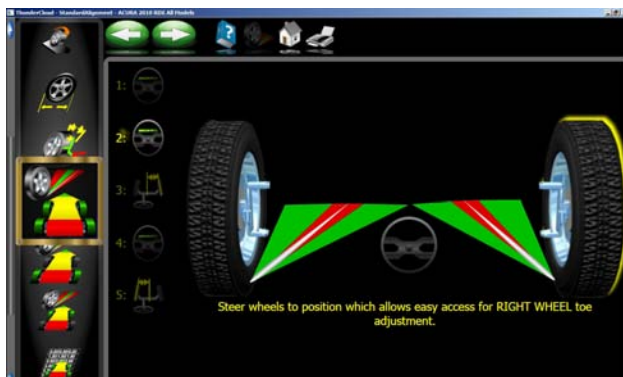 ThunderCloud - StandardAlignment - ACURA 2010 RDX All Models
?
1:
2:
3:
4:
5:
Steer wheels to position which allows easy access for RIGHT WHEEL toe
adjustment.